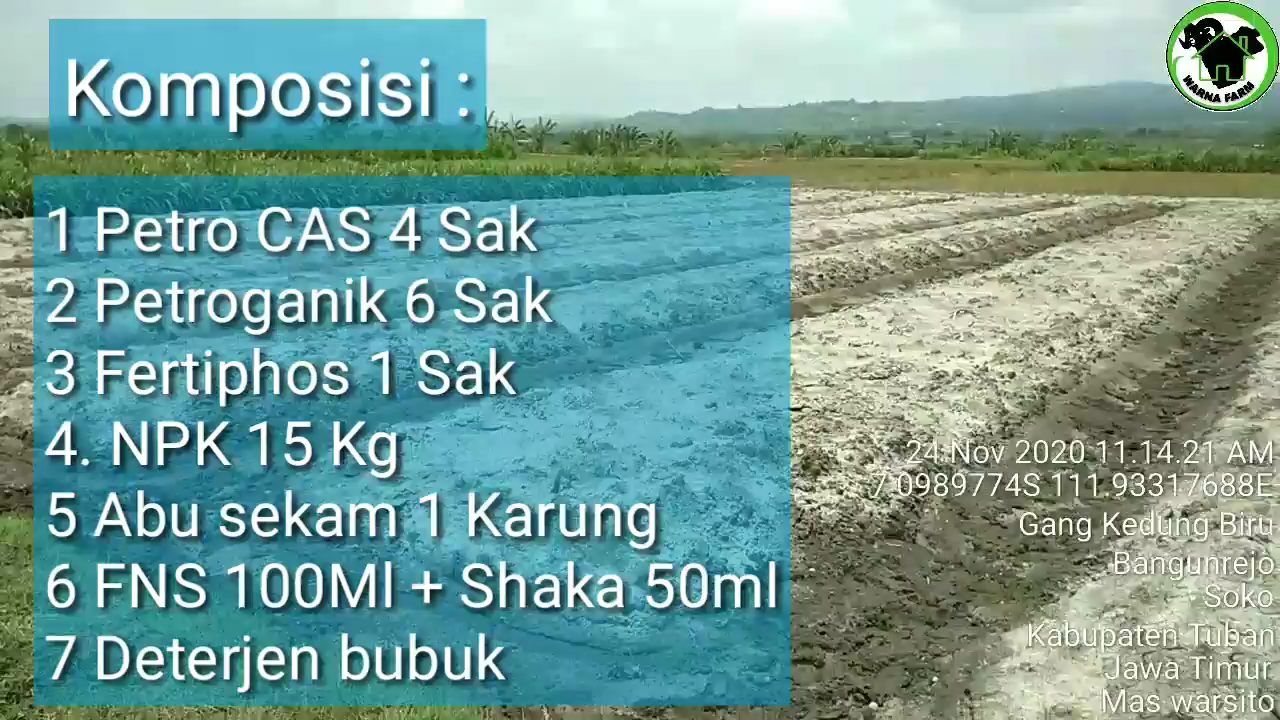 Komposisi :
WARNA FARM
1 Petro CAS 4 Sak
2 Petroganik 6 Sak
3 Fertiphos 1 Sak
4. NPK 15 Kg
5 Abu sekam 1 Karung
6 FNS 100Ml + Shaka 50ml
7 Deterjen bubuk
24 Nov 2020 11.14.21 AM
7 0989774S 111.93317688E
Gang Kedung Biru
Bangunrejo
Soko
Kabupaten Tuban
Jawa Timur
Mas warsito